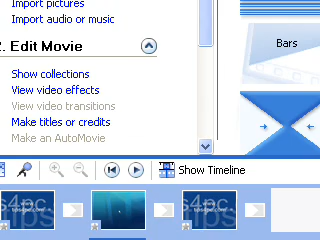 Import pictures
Import audio or music
2. Edit Movie
Show collections
View video effects
View video transitions
Make titles or credits
Make an AutoMovie
Bars
Show Timeline